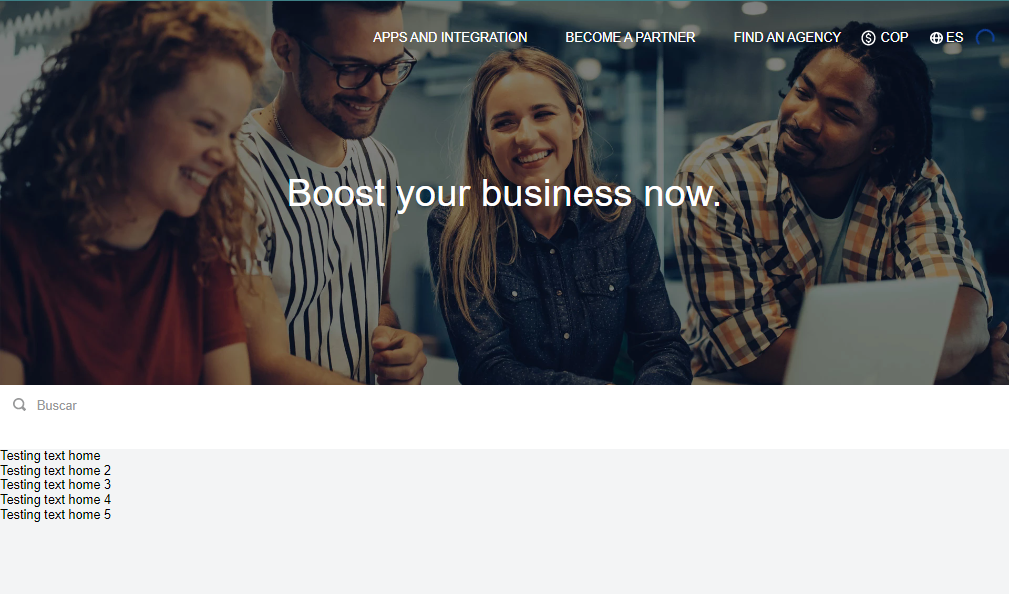 APPS AND INTEGRATION BECOME A PARTNER FIND AN AGENCY COP ES
Boost your business now.
Buscar
Testing text home
Testing text home 2
Testing text home 3
Testing text home 4
Testing text home 5